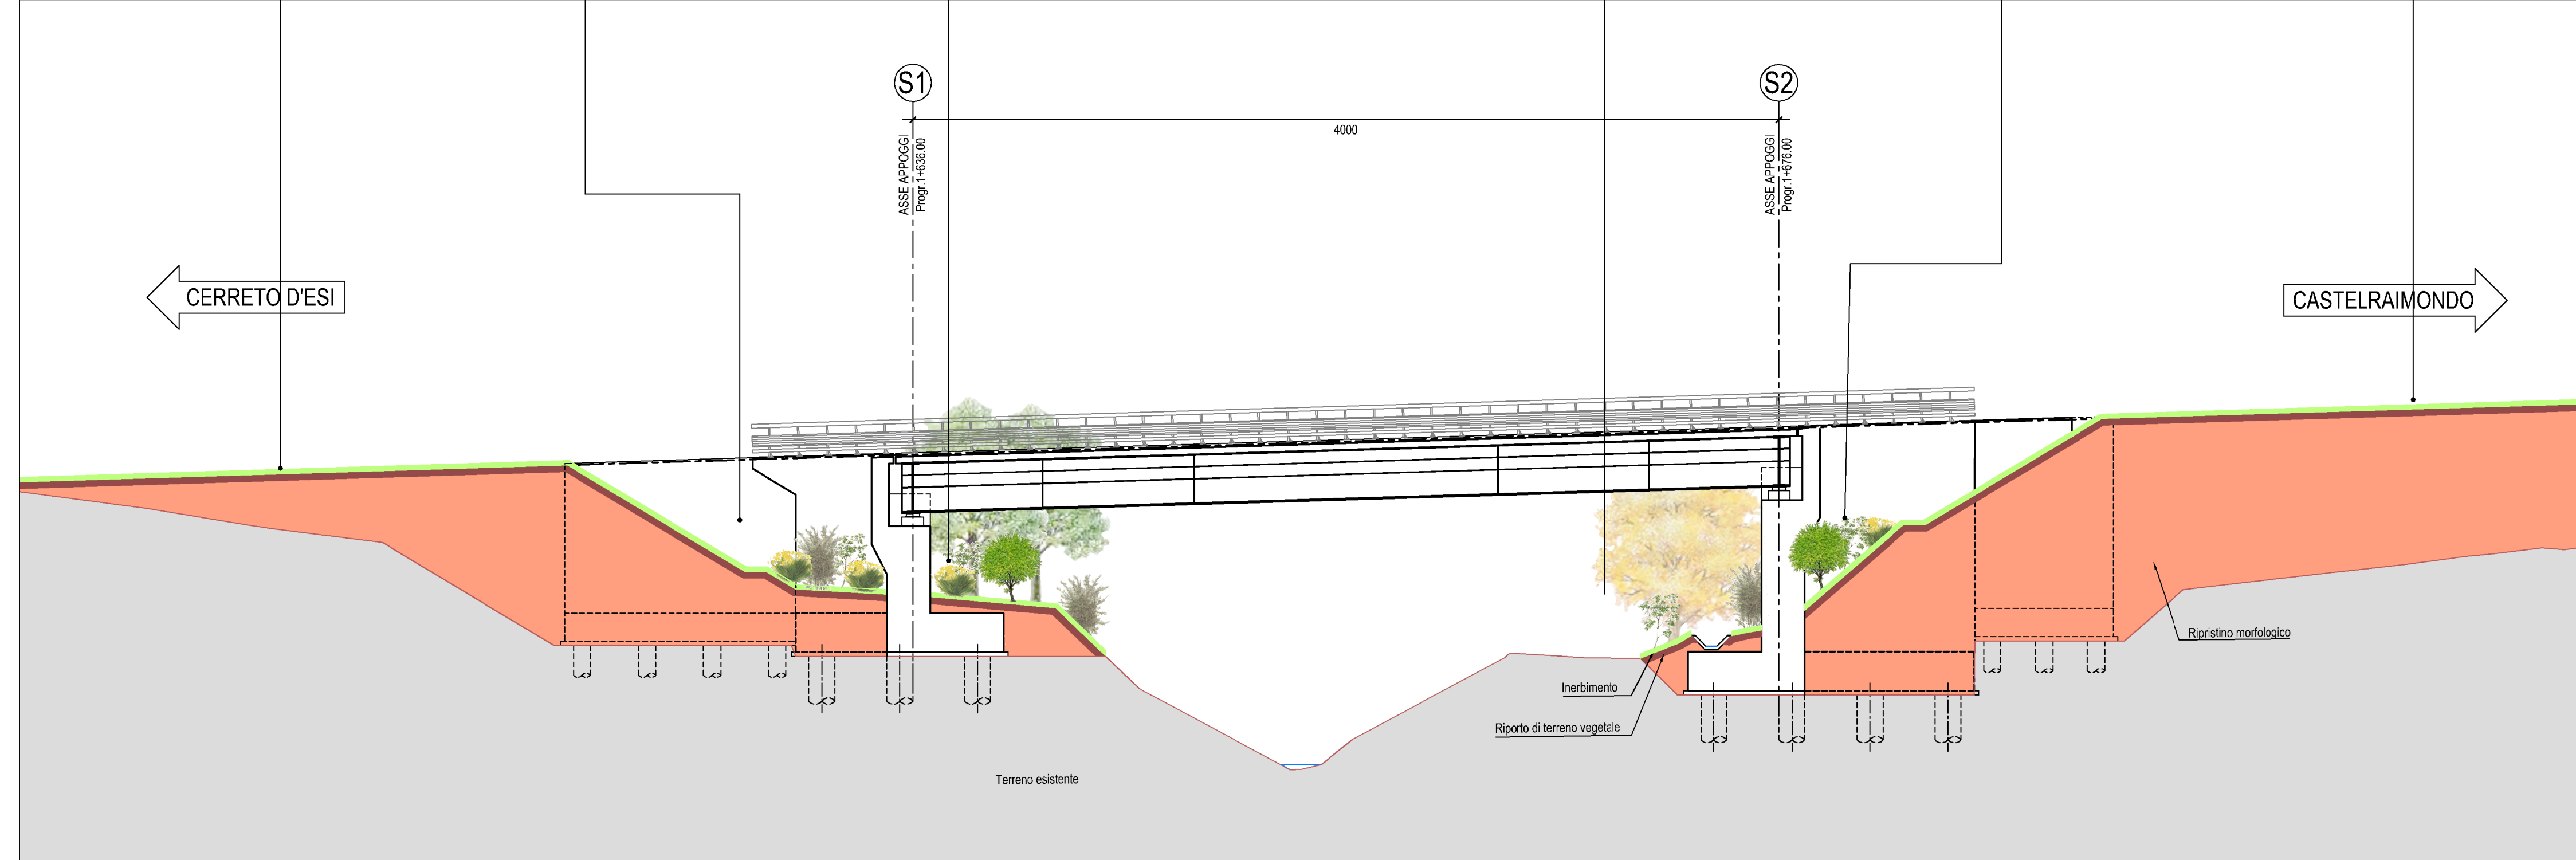 S1
S2
4000
ASSE APPOGGI
Progr.1+636.00
ASSE APPOGGI
Progr.1+676.00
CERRETO D'ESI
CASTELRAIMONDO
Ripristino morfologico
Inerbimento
Riporto di terreno vegetale
Terreno esistente